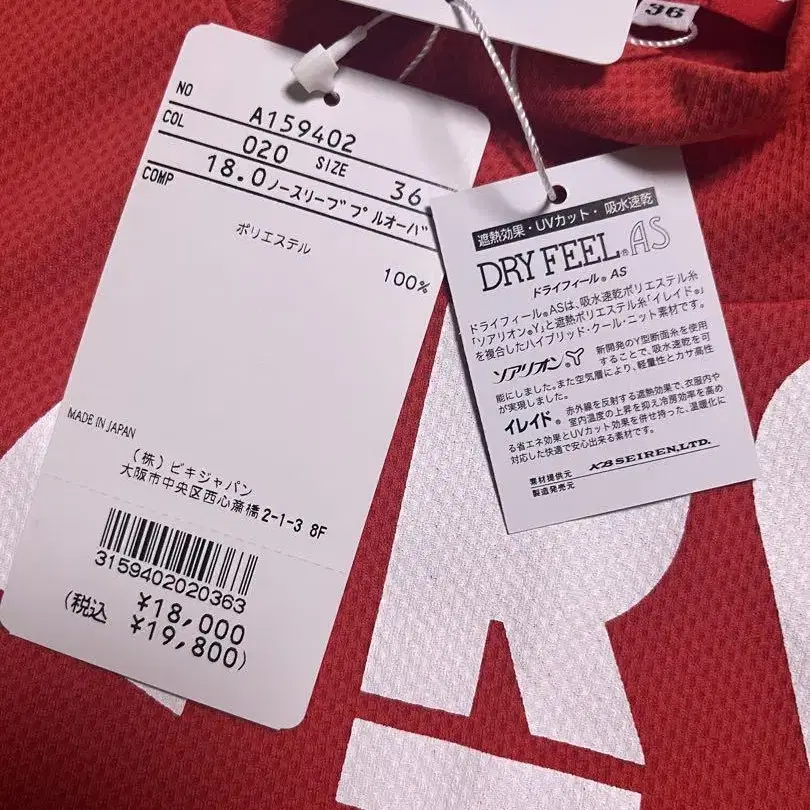 36
NO A159402
COL 020 SIZE 36
18.0ノースリーブプルオーバ
COMP
ポリエステル
100%
MADE IN JAPAN
(株)ビキジャパン
大阪市中央区西心斎橋2-1-3 8F
3159402020363
¥18,000
(税込 ¥19,800)
遮熱効果・UVカット・吸水速乾
DRY FEEL® AS
ドライフィール® AS
ドライフィール®ASは、吸水速乾ポリエステル糸
「ソアリオン®Y」と遮熱ポリエステル糸「イレイド®」
を複合したハイブリッド・クール・ニット素材です。
ソアリオン®Y 新開発のY型断面糸を使用
することで、吸水速乾を可
能にしました。また空気層により、軽量性とカサ高性
が実現しました。
イレイド® 赤外線を反射する遮熱効果で、衣服内や
室内温度の上昇を抑え冷房効率を高め
る省エネ効果とUVカット効果を併せ持った、温暖化に
対応した快適で安心出来る素材です。
素材提供元 KB SEIREN, LTD.
製造発売元
R